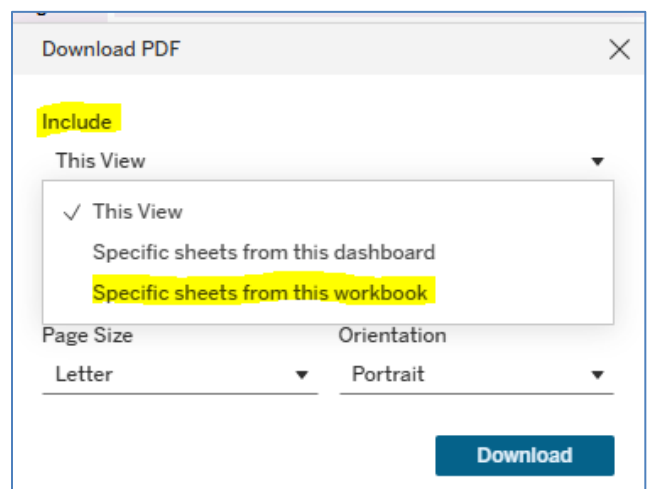 Download PDF
Include
This View
This View
Specific sheets from this dashboard
Specific sheets from this workbook
Page Size Orientation
Letter Portrait
Download